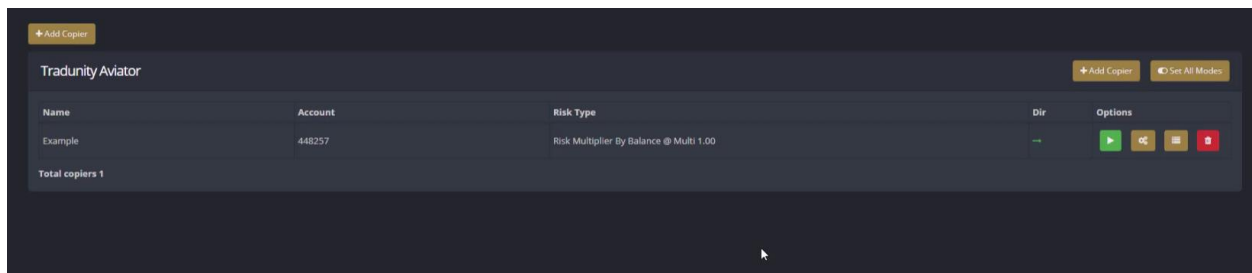 + Add Copier
Tradunity Aviator
+ Add Copier
Set All Modes
Name Account Risk Type Dir Options
Example 448257 Risk Multiplier By Balance @ Multi 1.00 →
Total copiers 1